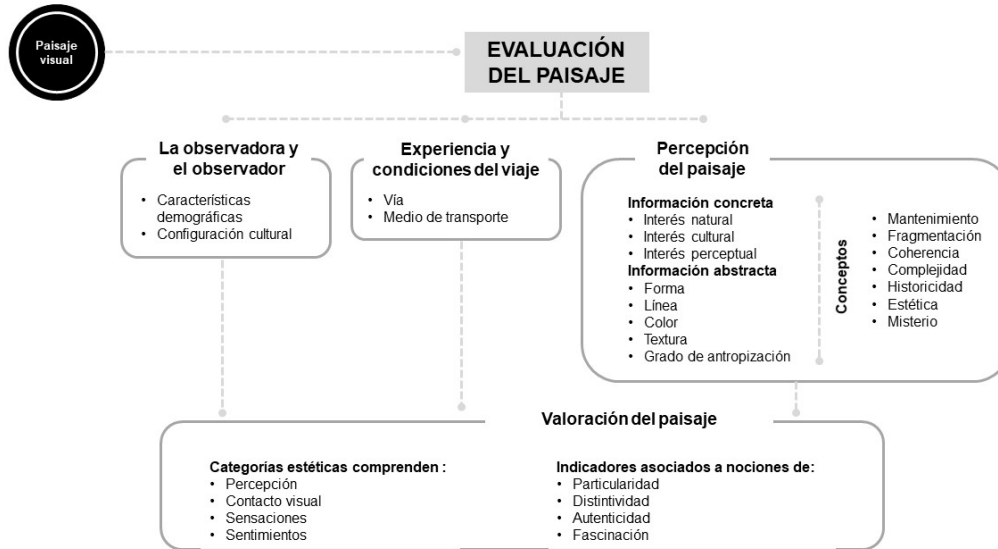 Paisaje
visual
EVALUACIÓN
DEL PAISAJE
La observadora y
el observador
• Características
demográficas
• Configuración cultural
Experiencia y
condiciones del viaje
• Vía
• Medio de transporte
Percepción
del paisaje
Información concreta
• Interés natural
• Interés cultural
• Interés perceptual
Información abstracta
• Forma
• Línea
• Color
• Textura
• Grado de antropización
Conceptos
• Mantenimiento
• Fragmentación
• Coherencia
• Complejidad
• Historicidad
• Estética
• Misterio
Valoración del paisaje
Categorías estéticas comprenden :
• Percepción
• Contacto visual
• Sensaciones
• Sentimientos
Indicadores asociados a nociones de:
• Particularidad
• Distintividad
• Autenticidad
• Fascinación